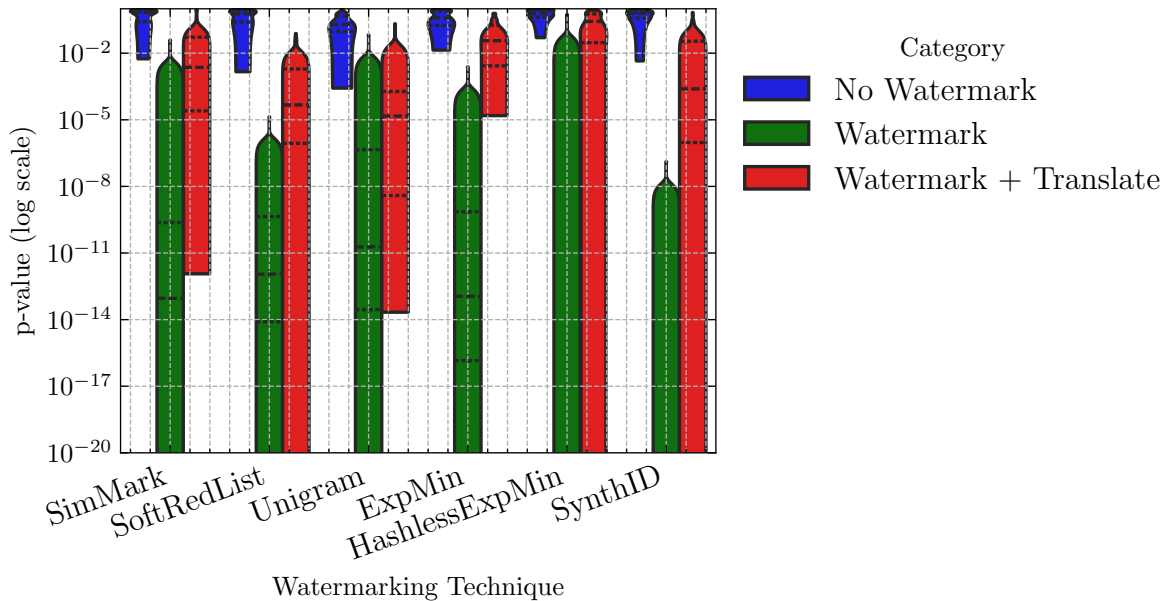 p-value (log scale)
10⁻²
10⁻⁵
10⁻⁸
10⁻¹¹
10⁻¹⁴
10⁻¹⁷
10⁻²⁰
SimMark
SoftRedList
Unigram
ExpMin
HashlessExpMin
SynthID
Watermarking Technique
Category
No Watermark
Watermark
Watermark + Translate